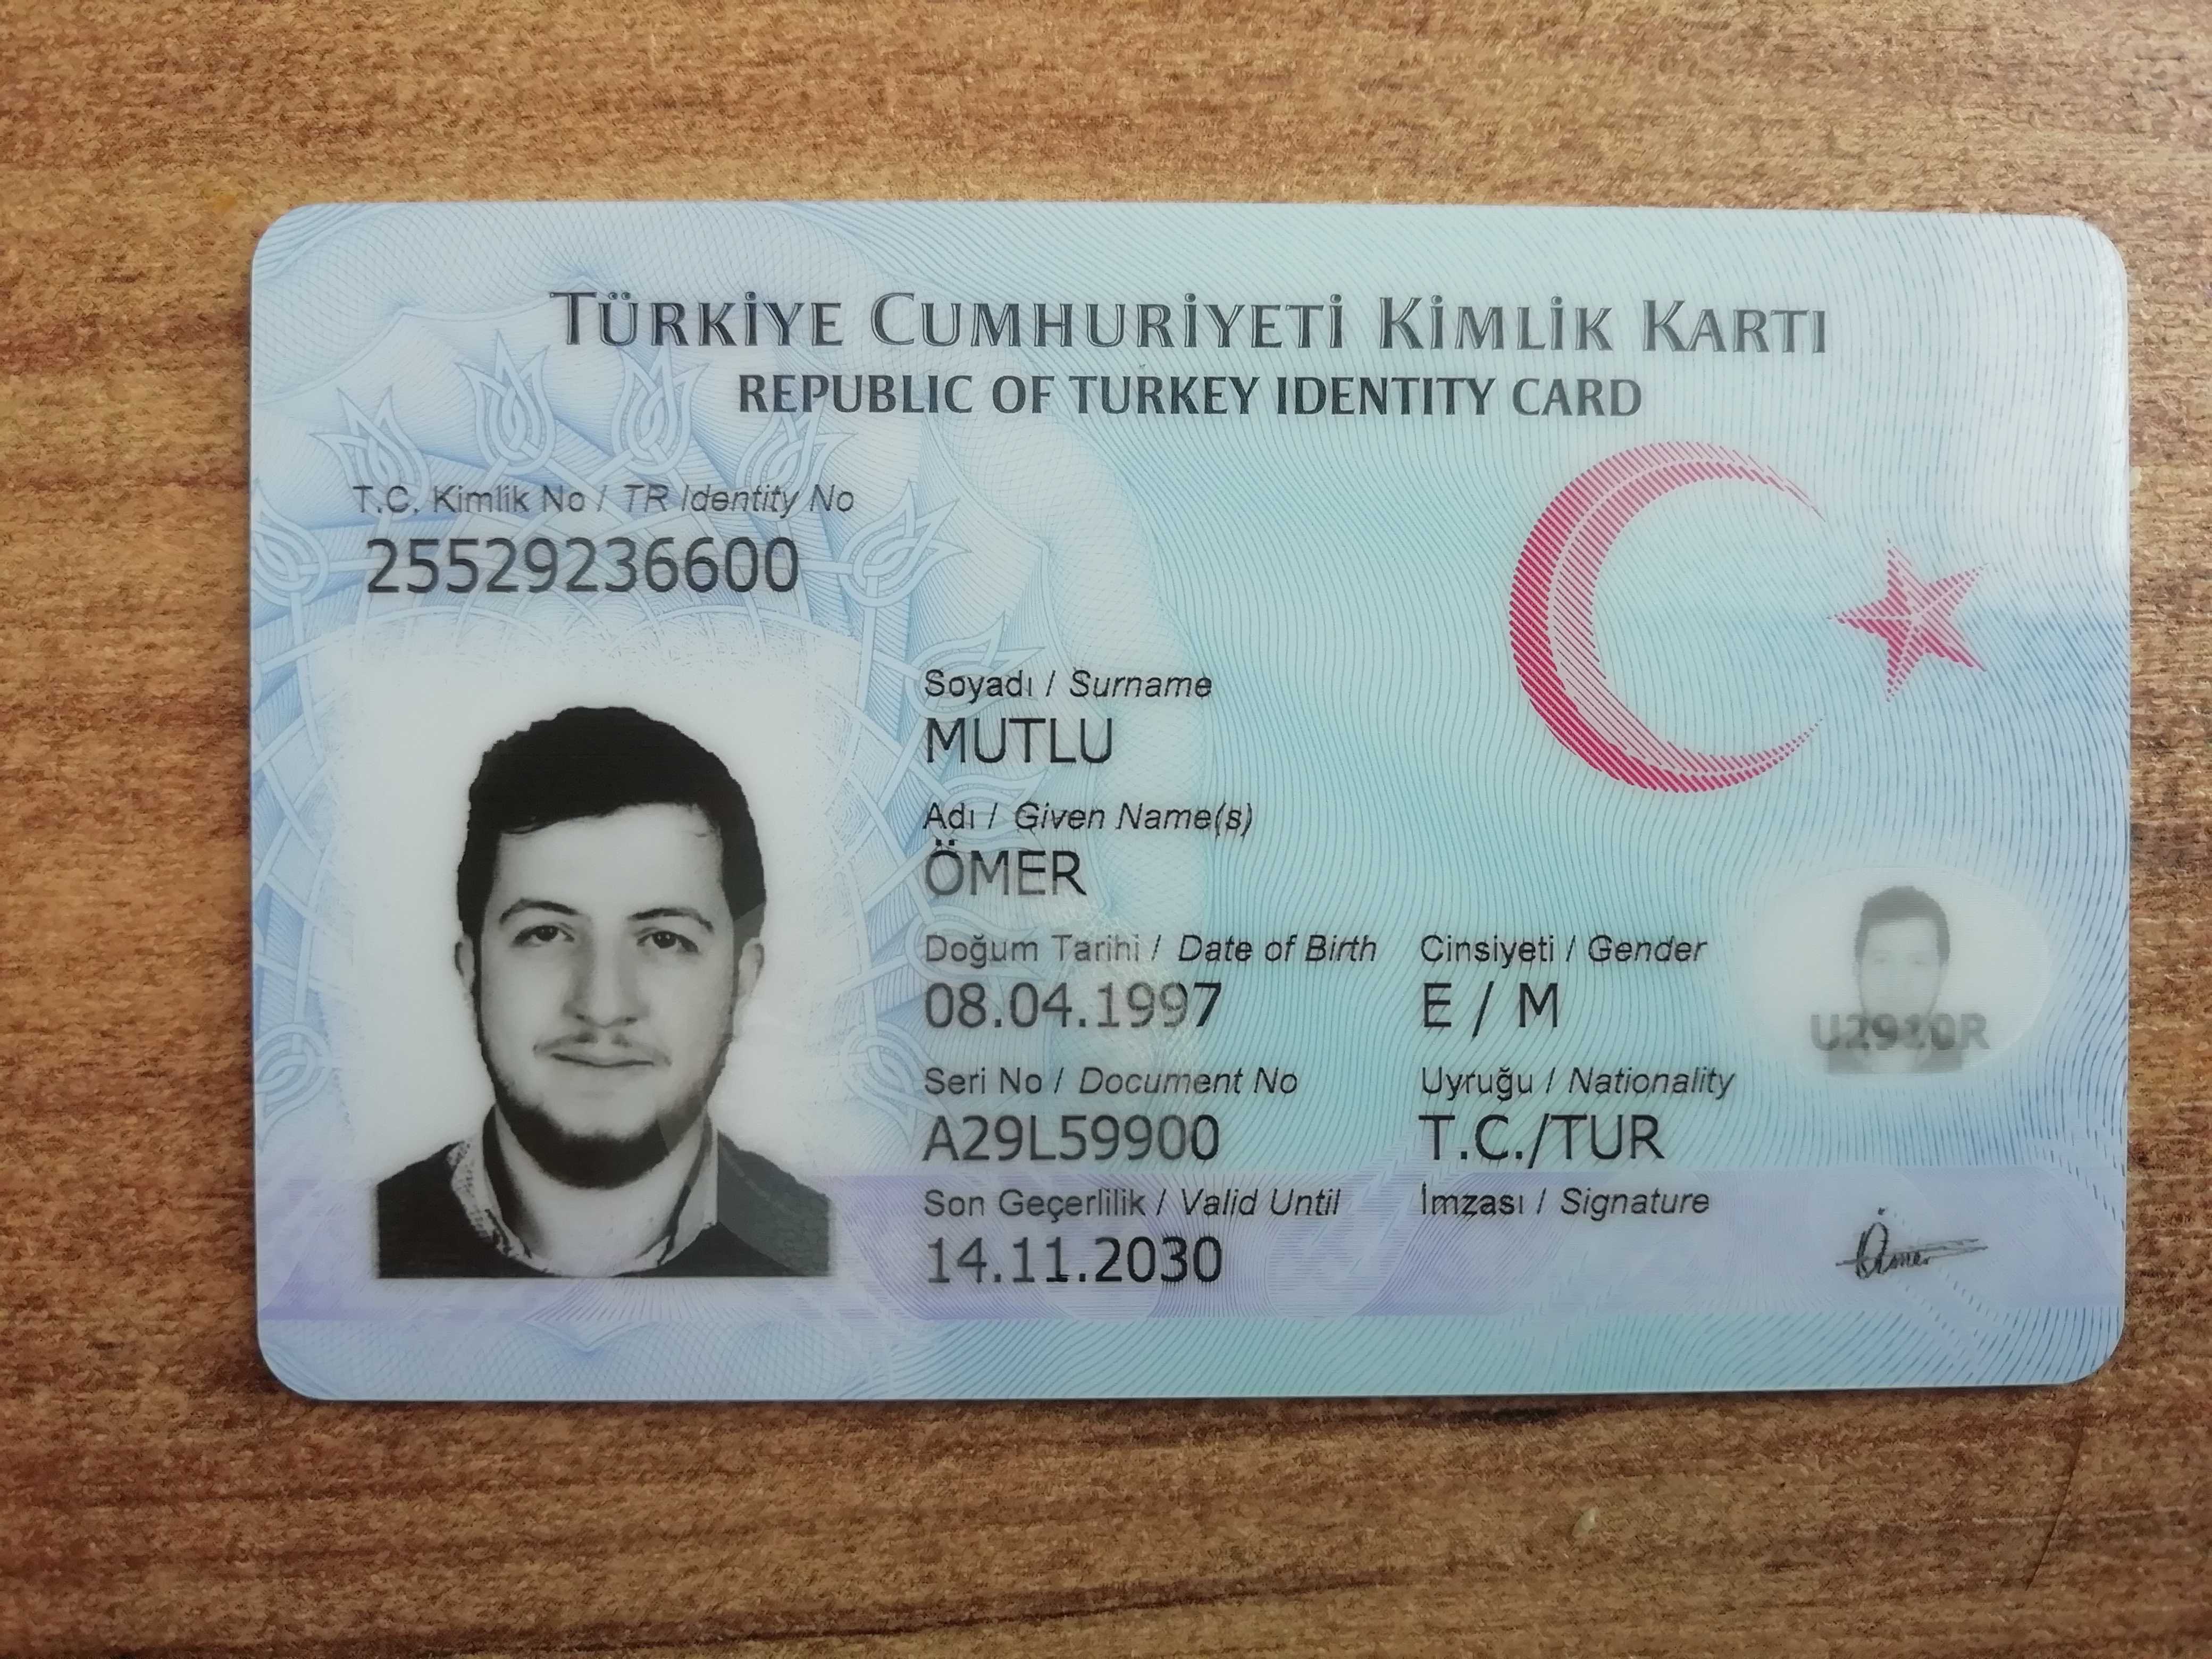 TÜRKİYE CUMHURİYETİ KİMLİK KARTI
REPUBLIC OF TURKEY IDENTITY CARD
T.C. Kimlik No / TR Identity No
25529236600
Soyadı / Surname
MUTLU
Adı / Given Name(s)
ÖMER
Doğum Tarihi / Date of Birth Cinsiyeti / Gender
08.04.1997 E / M
Seri No / Document No Uyruğu / Nationality
A29L59900 T.C./TUR
Son Geçerlilik / Valid Until İmzası / Signature
14.11.2030